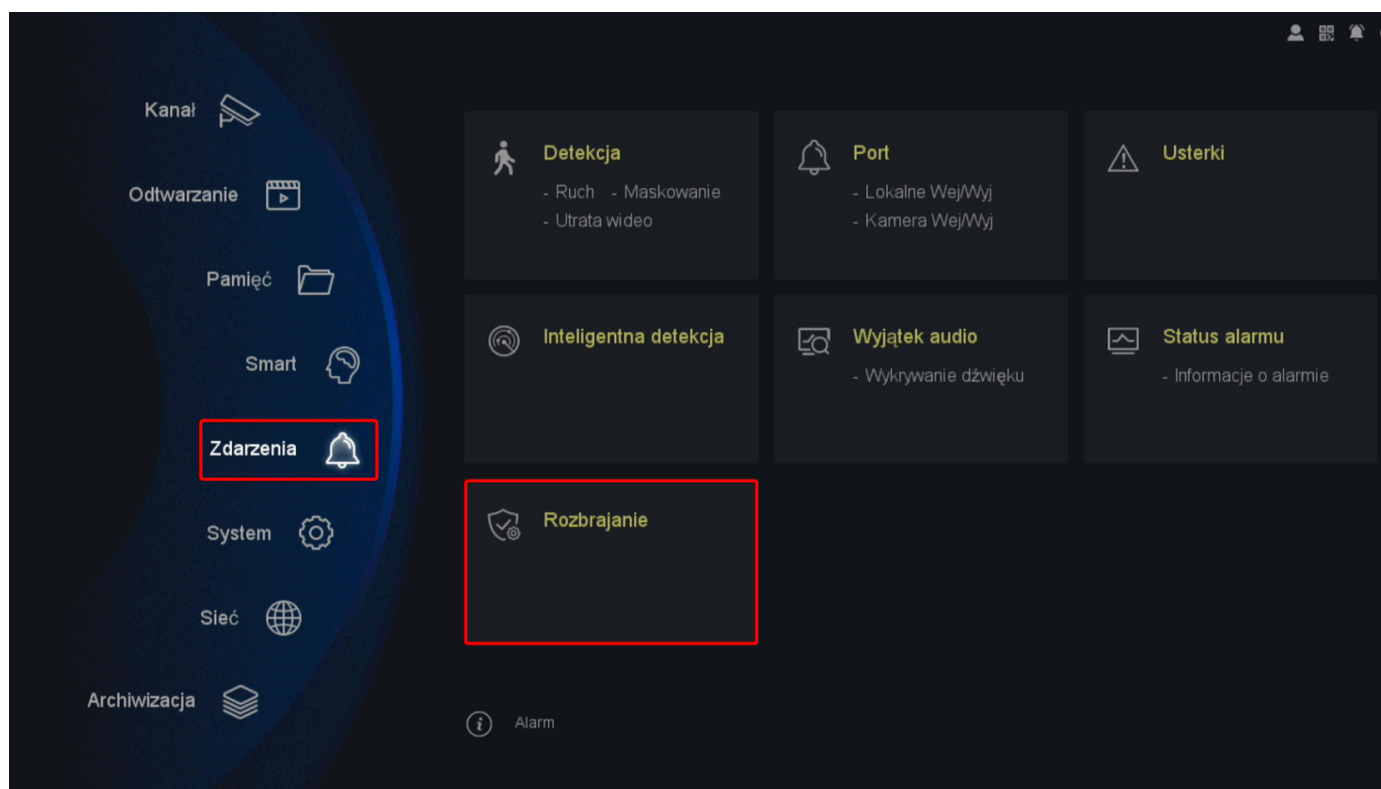 Kanał
Odtwarzanie
Pamięć
Smart
Zdarzenia
System
Sieć
Archiwizacja
Detekcja
- Ruch - Maskowanie
- Utrata wideo
Port
- Lokalne Wej/Wyj
- Kamera Wej/Wyj
Usterki
Inteligentna detekcja
Wyjątek audio
- Wykrywanie dźwięku
Status alarmu
- Informacje o alarmie
Rozbrajanie
Alarm